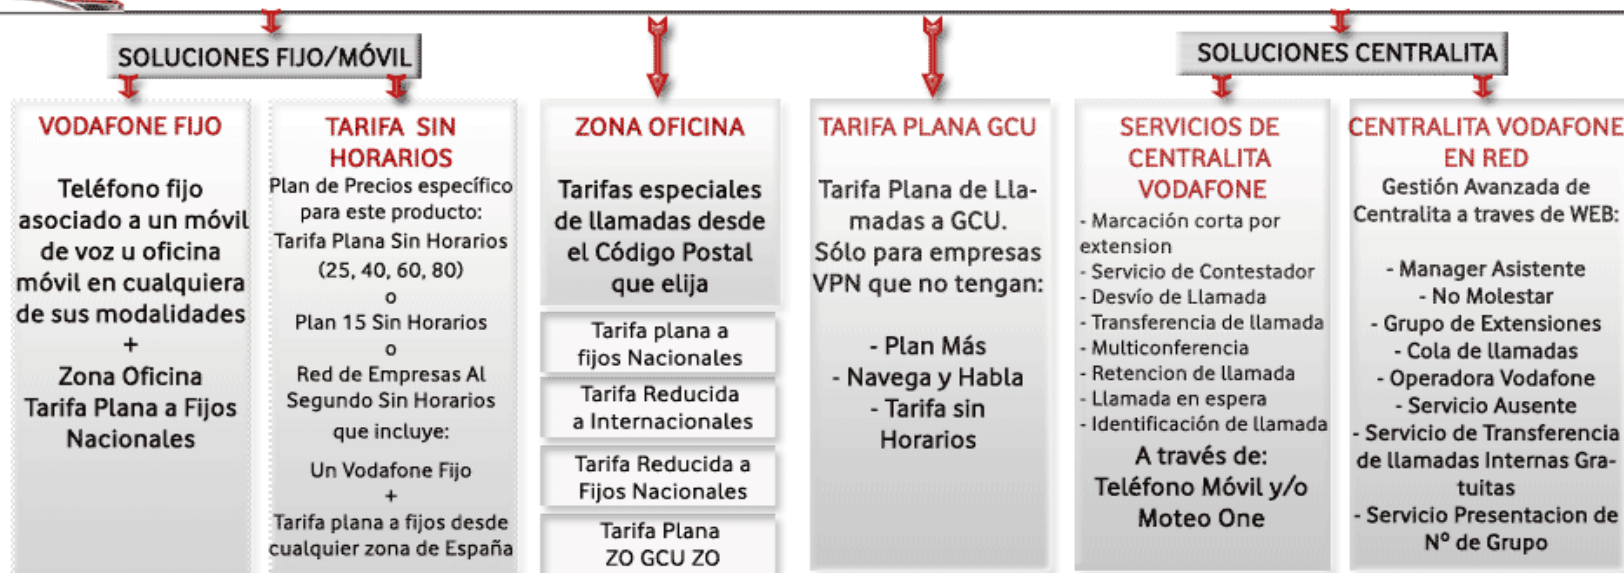 SOLUCIONES FIJO/MÓVIL
VODAFONE FIJO
Teléfono fijo
asociado a un móvil
de voz u oficina
móvil en cualquiera
de sus modalidades
+
Zona Oficina
Tarifa Plana a Fijos
Nacionales
TARIFA SIN
HORARIOS
Plan de Precios específico
para este producto:
Tarifa Plana Sin Horarios
(25, 40, 60, 80)
o
Plan 15 Sin Horarios
o
Red de Empresas Al
Segundo Sin Horarios
que incluye:
Un Vodafone Fijo
+
Tarifa plana a fijos desde
cualquier zona de España
ZONA OFICINA
Tarifas especiales
de llamadas desde
el Código Postal
que elija
Tarifa plana a
fijos Nacionales
Tarifa Reducida
a Internacionales
Tarifa Reducida a
Fijos Nacionales
Tarifa Plana
ZO GCU ZO
TARIFA PLANA GCU
Tarifa Plana de Lla-
madas a GCU.
Sólo para empresas
VPN que no tengan:
- Plan Más
- Navega y Habla
- Tarifa sin
Horarios
SOLUCIONES CENTRALITA
SERVICIOS DE
CENTRALITA
VODAFONE
- Marcación corta por
extension
- Servicio de Contestador
- Desvío de Llamada
- Transferencia de llamada
- Multiconferencia
- Retencion de llamada
- Llamada en espera
- Identificación de llamada
A través de:
Teléfono Móvil y/o
Moteo One
CENTRALITA VODAFONE
EN RED
Gestión Avanzada de
Centralita a traves de WEB:
- Manager Asistente
- No Molestar
- Grupo de Extensiones
- Cola de llamadas
- Operadora Vodafone
- Servicio Ausente
- Servicio de Transferencia
de llamadas Internas Gra-
tuitas
- Servicio Presentacion de
Nº de Grupo